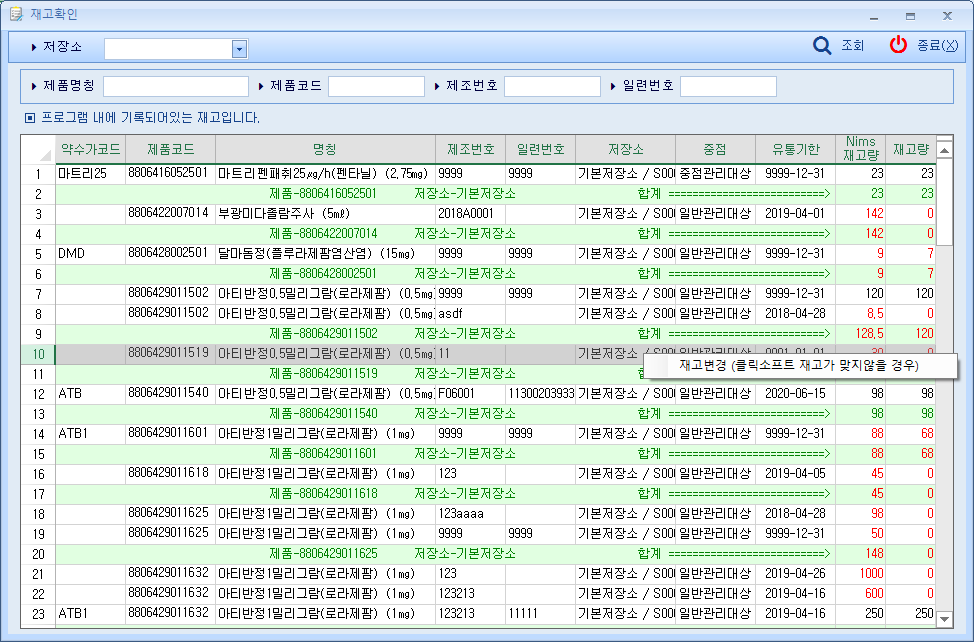 재고확인
저장소 조회 종료(X)
제품명칭 제품코드 제조번호 일련번호
프로그램 내에 기록되어있는 재고입니다.
약수가코드 제품코드 명칭 제조번호 일련번호 저장소 중점 유통기한 Nims 재고량 재고량
1 마트리25 8806416052501 마트리펜패취25㎍/h(펜타닐) (2,75㎎) 9999 9999 기본저장소 / S00 중점관리대상 9999-12-31 23 23
2 제품-8806416052501 저장소-기본저장소 합계 =========================> 23 23
3 8806422007014 부광미다졸람주사 (5㎖) 2018A0001 기본저장소 / S00 일반관리대상 2019-04-01 142 0
4 제품-8806422007014 저장소-기본저장소 합계 =========================> 142 0
5 DMD 8806428002501 달마돔정(플루라제팜염산염) (15㎎) 9999 9999 기본저장소 / S00 일반관리대상 9999-12-31 9 7
6 제품-8806428002501 저장소-기본저장소 합계 =========================> 9 7
7 8806429011502 아티반정0,5밀리그람(로라제팜) (0,5㎎ 9999 9999 기본저장소 / S00 일반관리대상 9999-12-31 120 120
8 8806429011502 아티반정0,5밀리그람(로라제팜) (0,5㎎ asdf 기본저장소 / S00 일반관리대상 2018-04-28 8,5 0
9 제품-8806429011502 저장소-기본저장소 합계 =========================> 128,5 120
10 8806429011519 아티반정0,5밀리그람(로라제팜) (0,5㎎ 11 기본저장소
재고변경 (클릭소프트 재고가 맞지않을 경우)
11 제품-8806429011519 저장소-기본저장소
12 ATB 8806429011540 아티반정0,5밀리그람(로라제팜) (0,5㎎ F06001 11300203933 기본저장소 / S00 일반관리대상 2020-06-15 98 98
13 제품-8806429011540 저장소-기본저장소 합계 =========================> 98 98
14 ATB1 8806429011601 아티반정1밀리그람(로라제팜) (1㎎) 9999 9999 기본저장소 / S00 일반관리대상 9999-12-31 88 68
15 제품-8806429011601 저장소-기본저장소 합계 =========================> 88 68
16 8806429011618 아티반정1밀리그람(로라제팜) (1㎎) 123 기본저장소 / S00 일반관리대상 2019-04-05 45 0
17 제품-8806429011618 저장소-기본저장소 합계 =========================> 45 0
18 8806429011625 아티반정1밀리그람(로라제팜) (1㎎) 123aaaa 기본저장소 / S00 일반관리대상 2018-04-28 98 0
19 8806429011625 아티반정1밀리그람(로라제팜) (1㎎) 9999 9999 기본저장소 / S00 일반관리대상 9999-12-31 50 0
20 제품-8806429011625 저장소-기본저장소 합계 =========================> 148 0
21 8806429011632 아티반정1밀리그람(로라제팜) (1㎎) 123 기본저장소 / S00 일반관리대상 2019-04-26 1000 0
22 8806429011632 아티반정1밀리그람(로라제팜) (1㎎) 123213 기본저장소 / S00 일반관리대상 2019-04-16 600 0
23 ATB1 8806429011632 아티반정1밀리그람(로라제팜) (1㎎) 123213 11111 기본저장소 / S00 일반관리대상 2019-04-16 250 250